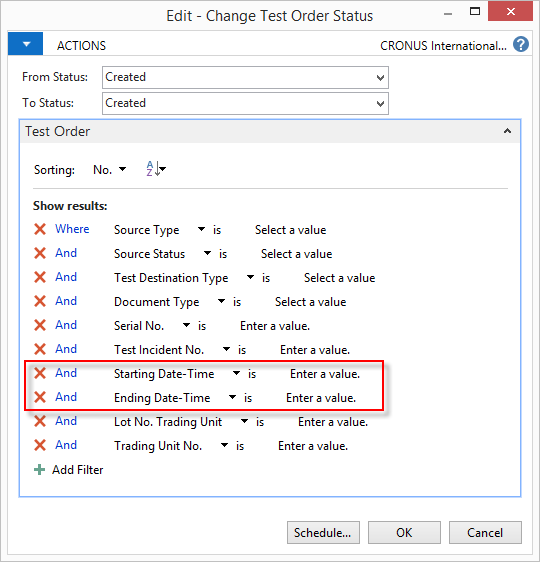 Edit - Change Test Order Status
ACTIONS CRONUS International... ?
From Status: Created
To Status: Created
Test Order
Sorting: No. A Z
Show results:
Where Source Type is Select a value
And Source Status is Select a value
And Test Destination Type is Select a value
And Document Type is Select a value
And Serial No. is Enter a value.
And Test Incident No. is Enter a value.
And Starting Date-Time is Enter a value.
And Ending Date-Time is Enter a value.
And Lot No. Trading Unit is Enter a value.
And Trading Unit No. is Enter a value.
Add Filter
Schedule... OK Cancel